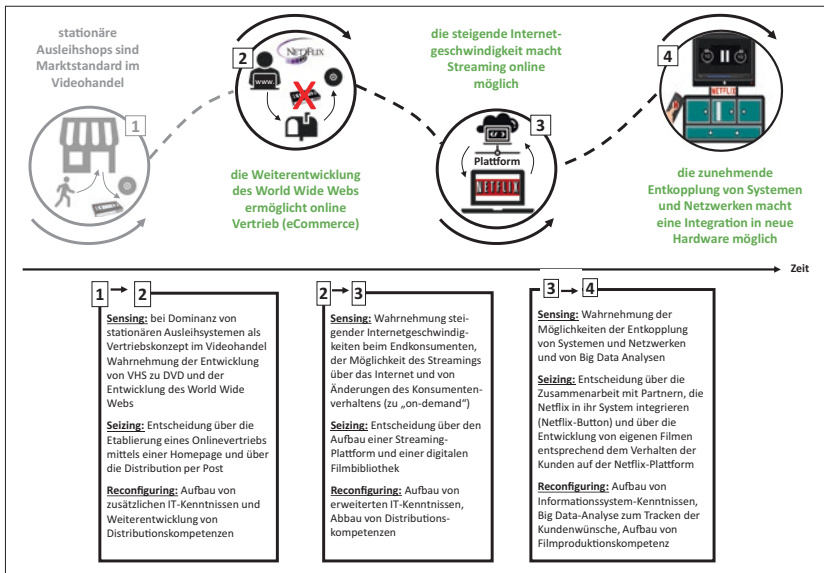 stationäre
Ausleihshops sind
Marktstandard im
Videohandel
1
2
NETFLIX
www.
die Weiterentwicklung
des World Wide Webs
ermöglicht online
Vertrieb (eCommerce)
die steigende Internet-
geschwindigkeit macht
Streaming online
möglich
3
Plattform
NETFLIX
4
10
10
NETFLIX
die zunehmende
Entkopplung von Systemen
und Netzwerken macht
eine Integration in neue
Hardware möglich
Zeit
1 → 2
Sensing: bei Dominanz von
stationären Ausleihsystemen als
Vertriebskonzept im Videohandel
Wahrnehmung der Entwicklung
von VHS zu DVD und der
Entwicklung des World Wide
Webs
Seizing: Entscheidung über die
Etablierung eines Onlinevertriebs
mittels einer Homepage und über
die Distribution per Post
Reconfiguring: Aufbau von
zusätzlichen IT-Kenntnissen und
Weiterentwicklung von
Distributionskompetenzen
2 → 3
Sensing: Wahrnehmung stei-
gender Internetgeschwindig-
keiten beim Endkonsumenten,
der Möglichkeit des Streamings
über das Internet und von
Änderungen des Konsumenten-
verhaltens (zu „on-demand“)
Seizing: Entscheidung über den
Aufbau einer Streaming-
Plattform und einer digitalen
Filmbibliothek
Reconfiguring: Aufbau von
erweiterten IT-Kenntnissen,
Abbau von Distributions-
kompetenzen
3 → 4
Sensing: Wahrnehmung der
Möglichkeiten der Entkopplung
von Systemen und Netzwerken
und von Big Data Analysen
Seizing: Entscheidung über die
Zusammenarbeit mit Partnern, die
Netflix in ihr System integrieren
(Netflix-Button) und über die
Entwicklung von eigenen Filmen
entsprechend dem Verhalten der
Kunden auf der Netflix-Plattform
Reconfiguring: Aufbau von
Informationssystem-Kenntnissen,
Big Data-Analyse zum Tracken der
Kundenwünsche, Aufbau von
Filmproduktionskompetenz